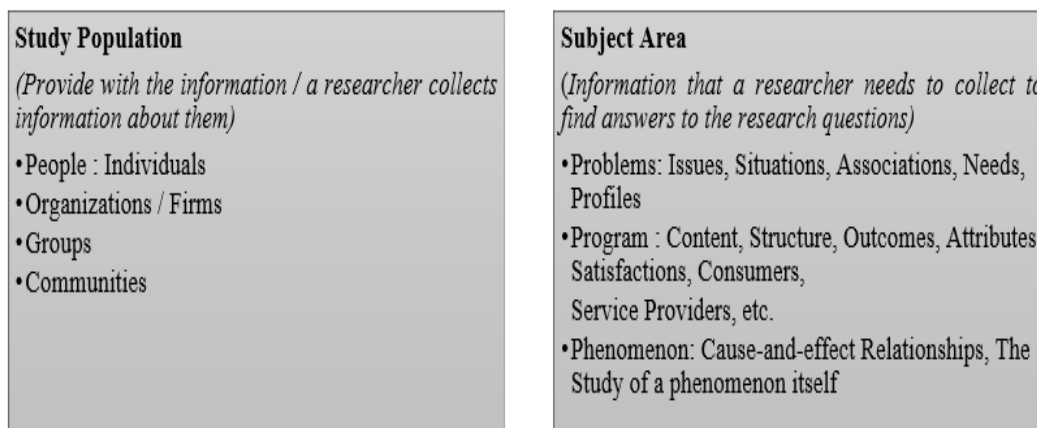 Study Population
(Provide with the information / a researcher collects
information about them)
•People : Individuals
•Organizations / Firms
•Groups
•Communities
Subject Area
(Information that a researcher needs to collect to
find answers to the research questions)
•Problems: Issues, Situations, Associations, Needs,
Profiles
•Program : Content, Structure, Outcomes, Attributes
Satisfactions, Consumers,
Service Providers, etc.
•Phenomenon: Cause-and-effect Relationships, The
Study of a phenomenon itself